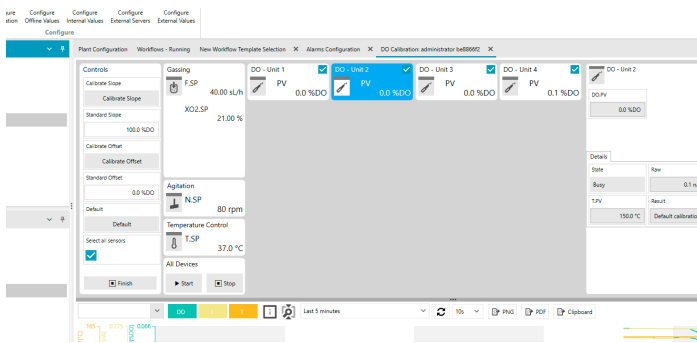 Configure Configure Configure Configure
Offline Values Internal Values External Servers External Values
Configure
Plant Configuration Workflows - Running New Workflow Template Selection × Alarms Configuration × DO Calibration: administrator be8866f2 ×
Controls
Calibrate Slope
Calibrate Slope
Standard Slope
100.0 %DO
Calibrate Offset
Calibrate Offset
Standard Offset
0.0 %DO
Default
Default
Select all sensors
Finish
Gassing
F.SP
40.00 sL/h
XO2.SP
21.00 %
Agitation
N.SP
80 rpm
Temperature Control
T.SP
37.0 °C
All Devices
Start Stop
DO - Unit 1
PV
0.0 %DO
DO - Unit 2
PV
0.0 %DO
DO - Unit 3
PV
0.0 %DO
DO - Unit 4
PV
0.1 %DO
DO - Unit 2
DO.PV
0.0 %DO
Details
State Raw
Busy 0.1
T.PV Result
150.0 °C Default calibration
DO
Last 5 minutes 10s PNG PDF Clipboard
165 0.275 0.066